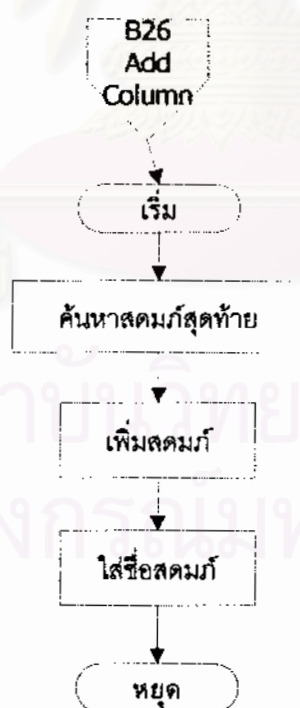 B26
Add
Column
เริ่ม
ค้นหาสดมภ์สุดท้าย
เพิ่มสดมภ์
ใส่ชื่อสดมภ์
หยุด